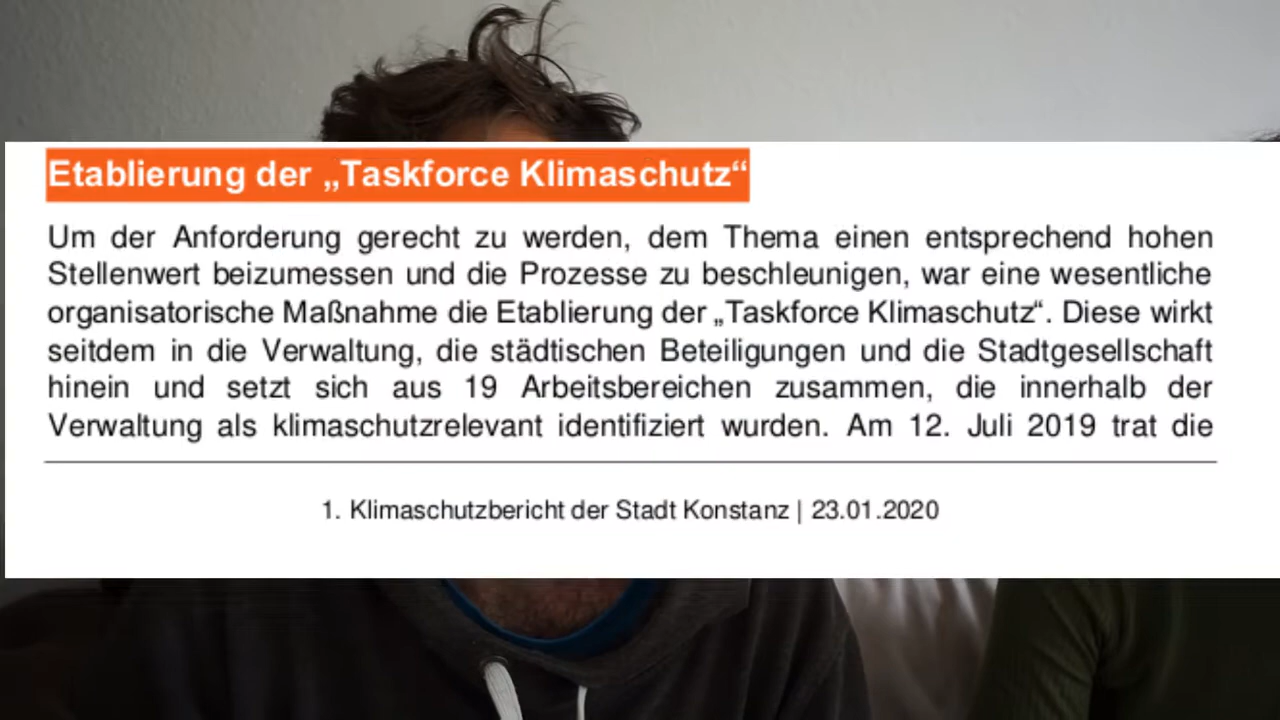 Etablierung der „Taskforce Klimaschutz“
Um der Anforderung gerecht zu werden, dem Thema einen entsprechend hohen
Stellenwert beizumessen und die Prozesse zu beschleunigen, war eine wesentliche
organisatorische Maßnahme die Etablierung der „Taskforce Klimaschutz“. Diese wirkt
seitdem in die Verwaltung, die städtischen Beteiligungen und die Stadtgesellschaft
hinein und setzt sich aus 19 Arbeitsbereichen zusammen, die innerhalb der
Verwaltung als klimaschutzrelevant identifiziert wurden. Am 12. Juli 2019 trat die
1. Klimaschutzbericht der Stadt Konstanz | 23.01.2020